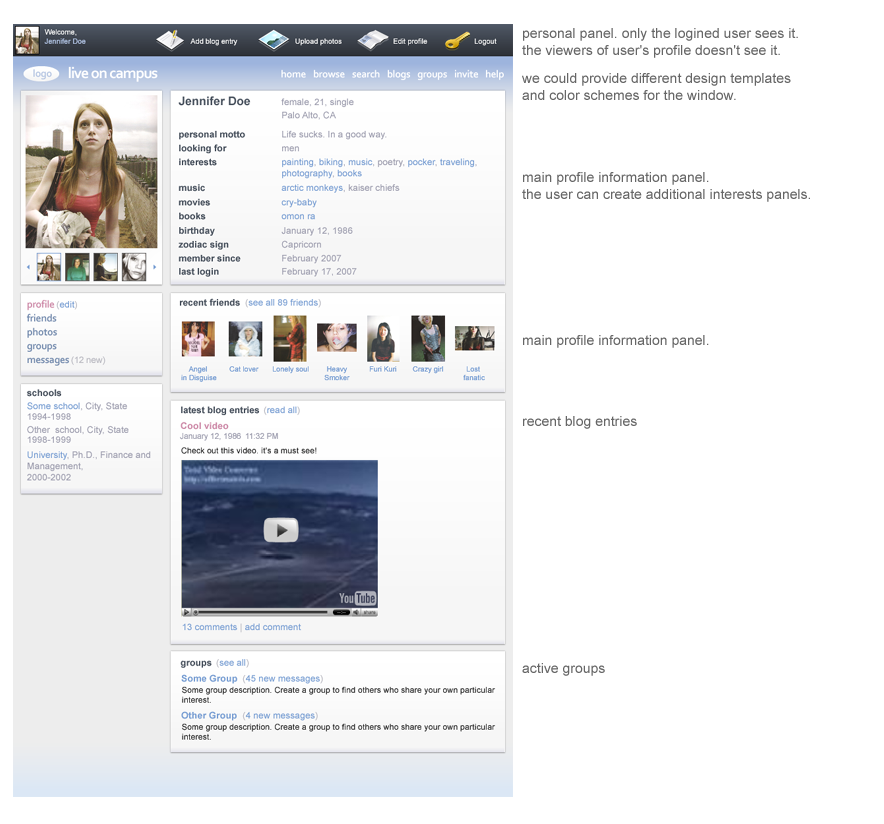 Welcome,
Jennifer Doe
Add blog entry
Upload photos
Edit profile
Logout
personal panel. only the logined user sees it.
the viewers of user's profile doesn't see it.
logo
live on campus
home browse search blogs groups invite help
we could provide different design templates
and color schemes for the window.
Jennifer Doe
female, 21, single
Palo Alto, CA
personal motto Life sucks. In a good way.
looking for men
interests painting, biking, music, poetry, pocker, traveling,
photography, books
music arctic monkeys, kaiser chiefs
movies cry-baby
books omon ra
birthday January 12, 1986
zodiac sign Capricorn
member since February 2007
last login February 17, 2007
main profile information panel.
the user can create additional interests panels.
profile (edit)
friends
photos
groups
messages (12 new)
schools
Some school, City, State
1994-1998
Other school, City, State
1998-1999
University, Ph.D., Finance and
Management,
2000-2002
recent friends (see all 89 friends)
Angel
in Disguise
Cat lover
Lonely soul
Heavy
Smoker
Furi Kuri
Crazy girl
Lost
fanatic
main profile information panel.
latest blog entries (read all)
Cool video
January 12, 1986 11:32 PM
Check out this video. it's a must see!
Total Video Converter
YouTube
13 comments | add comment
recent blog entries
groups (see all)
Some Group (45 new messages)
Some group description. Create a group to find others who share your own particular
interest.
Other Group (4 new messages)
Some group description. Create a group to find others who share your own particular
interest.
active groups